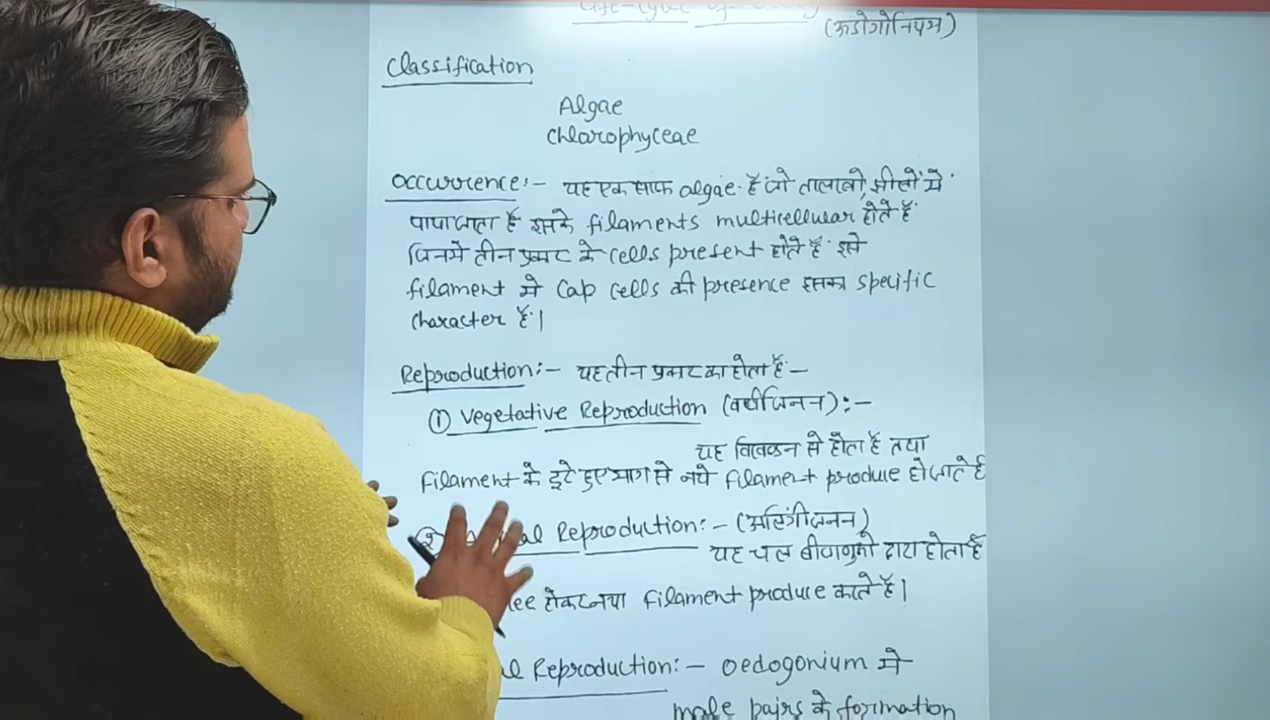 (ऊडोगोनियम)
Classification
Algae
Chlorophyceae
Occurrence:- यह एक साफ algae है जो तालाबो, झीलों मे
पाया जाता है इसके filaments multicellular होते है
जिनमे तीन प्रकार के cells present होते है इसके
filament मे Cap cells की presence इसका specific
character है।
Reproduction:- यह तीन प्रकार का होता है-
① Vegetative Reproduction (वर्धीजनन):-
यह विखंडन से होता है तथा
filament के टूटे हुए भाग से नये filament produce हो जाते है
Reproduction:- (अलिंगीजनन)
यह चल बीजाणुओ द्वारा होता है
होकर नया filament produce करते है।
Reproduction:- Oedogonium मे
male pairs के formation